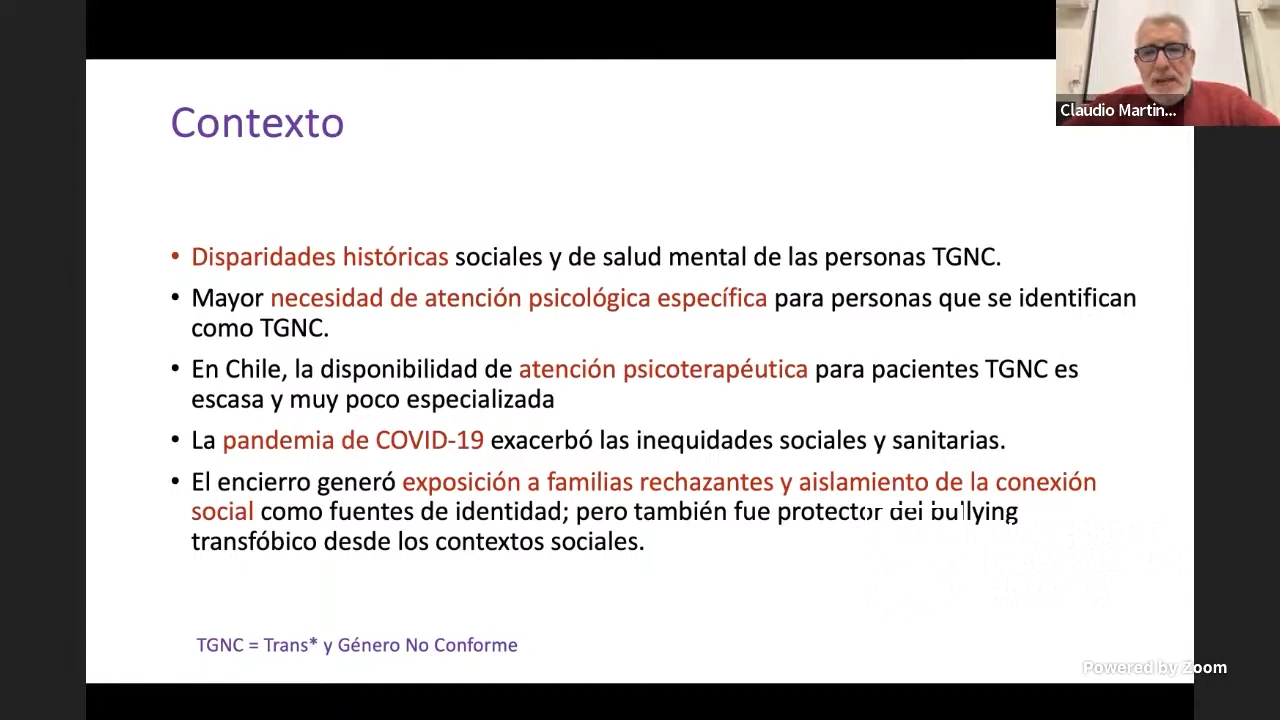 Contexto
Claudio Martin...
• Disparidades históricas sociales y de salud mental de las personas TGNC.
• Mayor necesidad de atención psicológica específica para personas que se identifican
como TGNC.
• En Chile, la disponibilidad de atención psicoterapéutica para pacientes TGNC es
escasa y muy poco especializada
• La pandemia de COVID-19 exacerbó las inequidades sociales y sanitarias.
• El encierro generó exposición a familias rechazantes y aislamiento de la conexión
social como fuentes de identidad; pero también fue protector del bullying
transfóbico desde los contextos sociales.
TGNC = Trans* y Género No Conforme
Powered by Zoom